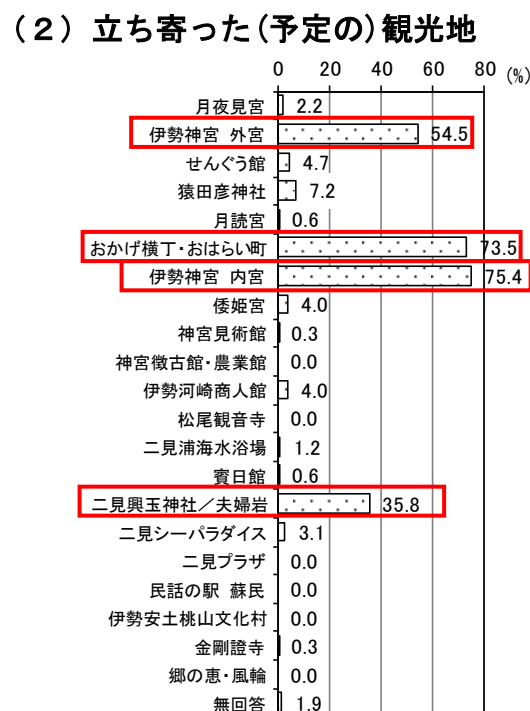 (2) 立ち寄った(予定の)観光地
0 20 40 60 80 (%)
月夜見宮 2.2
伊勢神宮 外宮 54.5
せんぐう館 4.7
猿田彦神社 7.2
月読宮 0.6
おかげ横丁・おはらい町 73.5
伊勢神宮 内宮 75.4
倭姫宮 4.0
神宮美術館 0.3
神宮徴古館・農業館 0.0
伊勢河崎商人館 4.0
松尾観音寺 0.0
二見浦海水浴場 1.2
賓日館 0.6
二見興玉神社/夫婦岩 35.8
二見シーパラダイス 3.1
二見プラザ 0.0
民話の駅 蘇民 0.0
伊勢安土桃山文化村 0.0
金剛證寺 0.3
郷の恵・風輪 0.0
無回答 1.9